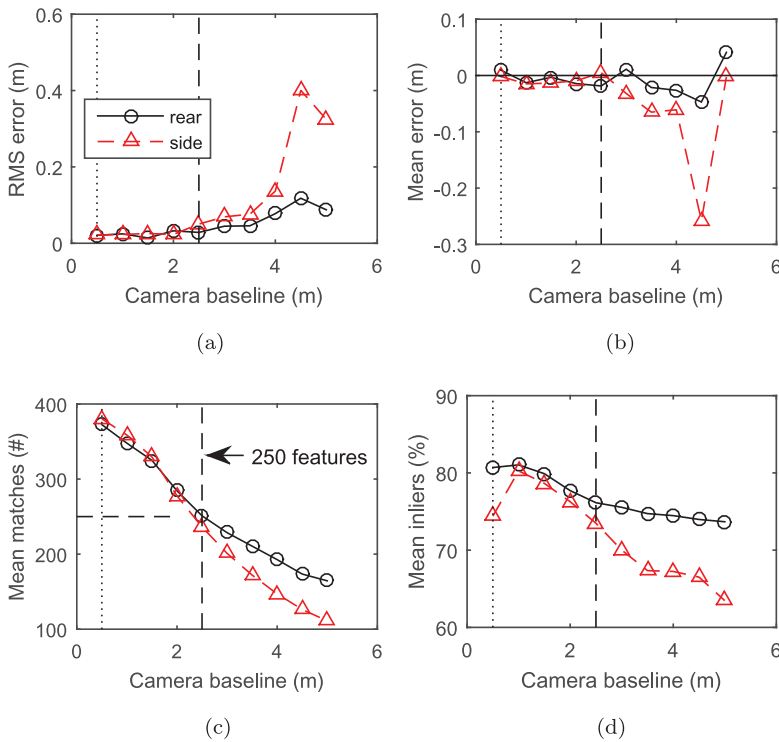 0.6
0.4
0.2
0
RMS error (m)
rear
side
0 2 4 6
Camera baseline (m)
(a)
0.1
0
-0.1
-0.2
-0.3
Mean error (m)
0 2 4 6
Camera baseline (m)
(b)
400
300
200
100
Mean matches (#)
250 features
0 2 4 6
Camera baseline (m)
(c)
90
80
70
60
Mean inliers (%)
0 2 4 6
Camera baseline (m)
(d)